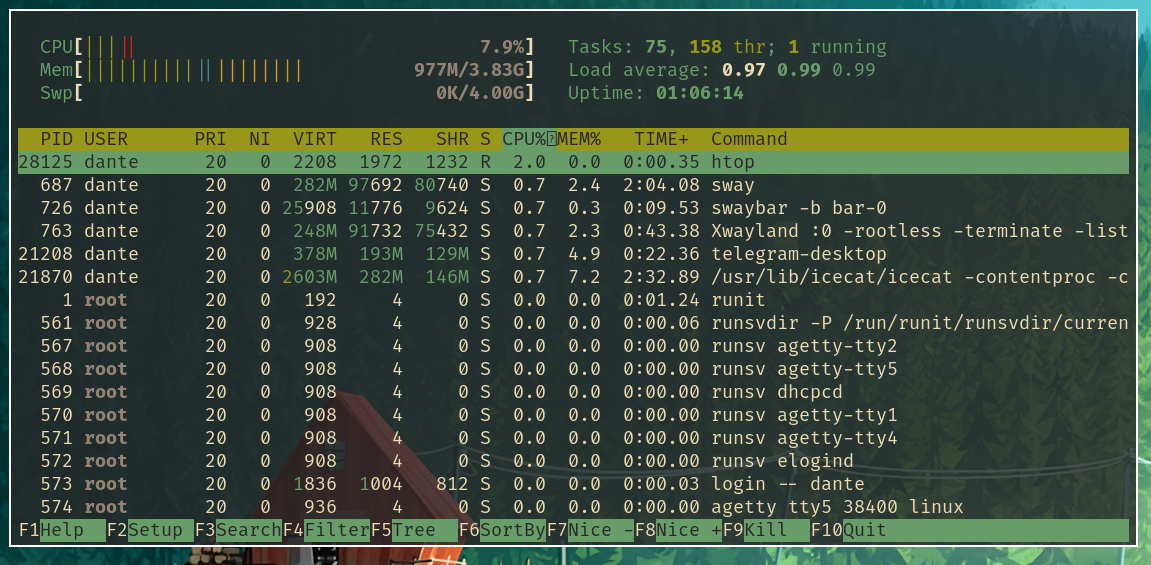 CPU[||||| 7.9%] Tasks: 75, 158 thr; 1 running
Mem[|||||||||||||||||||| 977M/3.83G] Load average: 0.97 0.99 0.99
Swp[ 0K/4.00G] Uptime: 01:06:14
PID USER PRI NI VIRT RES SHR S CPU% MEM% TIME+ Command
28125 dante 20 0 2208 1972 1232 R 2.0 0.0 0:00.35 htop
687 dante 20 0 282M 97692 80740 S 0.7 2.4 2:04.08 sway
726 dante 20 0 25908 11776 9624 S 0.7 0.3 0:09.53 swaybar -b bar-0
763 dante 20 0 248M 91732 75432 S 0.7 2.3 0:43.38 Xwayland :0 -rootless -terminate -list
21208 dante 20 0 378M 193M 129M S 0.7 4.9 0:22.36 telegram-desktop
21870 dante 20 0 2603M 282M 146M S 0.7 7.2 2:32.89 /usr/lib/icecat/icecat -contentproc -c
1 root 20 0 192 4 0 S 0.0 0.0 0:01.24 runit
561 root 20 0 928 4 0 S 0.0 0.0 0:00.06 runsvdir -P /run/runit/runsvdir/curren
567 root 20 0 908 4 0 S 0.0 0.0 0:00.00 runsv agetty-tty2
568 root 20 0 908 4 0 S 0.0 0.0 0:00.00 runsv agetty-tty5
569 root 20 0 908 4 0 S 0.0 0.0 0:00.00 runsv dhcpcd
570 root 20 0 908 4 0 S 0.0 0.0 0:00.00 runsv agetty-tty1
571 root 20 0 908 4 0 S 0.0 0.0 0:00.00 runsv agetty-tty4
572 root 20 0 908 4 0 S 0.0 0.0 0:00.00 runsv elogind
573 root 20 0 1836 1004 812 S 0.0 0.0 0:00.03 login -- dante
574 root 20 0 936 4 0 S 0.0 0.0 0:00.00 agetty tty5 38400 linux
F1Help F2Setup F3SearchF4FilterF5Tree F6SortByF7Nice -F8Nice +F9Kill F10Quit